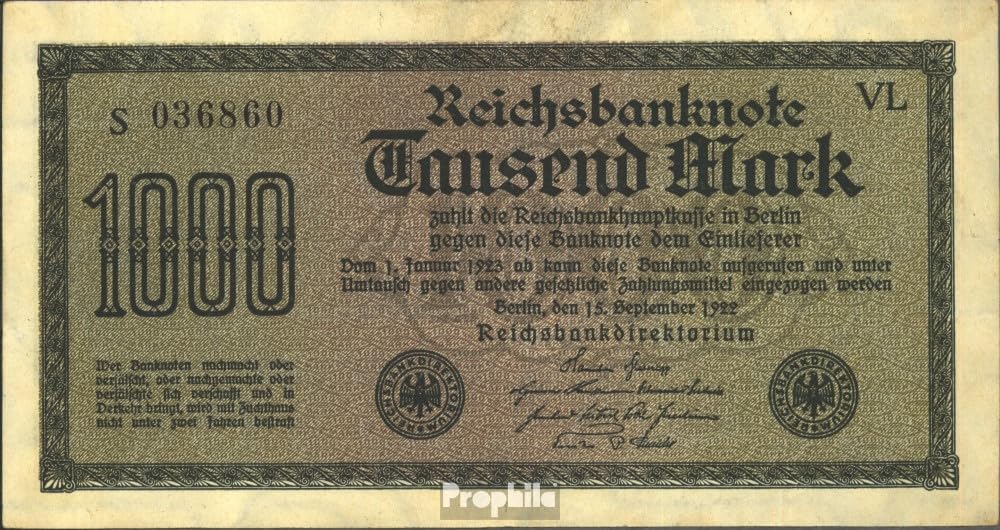 S 036860
Reichsbanknote
VL
Tausend Mark
1000
zahlt die Reichsbankhauptkasse in Berlin
gegen diese Banknote dem Einlieferer
Vom 1. Januar 1923 ab kann diese Banknote aufgerufen und unter
Umtausch gegen andere gesetzliche Zahlungsmittel eingezogen werden
Berlin, den 15. September 1922
Reichsbankdirektorium
Wer Banknoten nachmacht oder
verfälscht, oder nachgemachte oder
verfälschte sich verschafft und in
Verkehr bringt, wird mit Zuchthaus
nicht unter zwei Jahren bestraft
REICHSBANKDIREKTORIUM
REICHSBANKDIREKTORIUM
Prophila